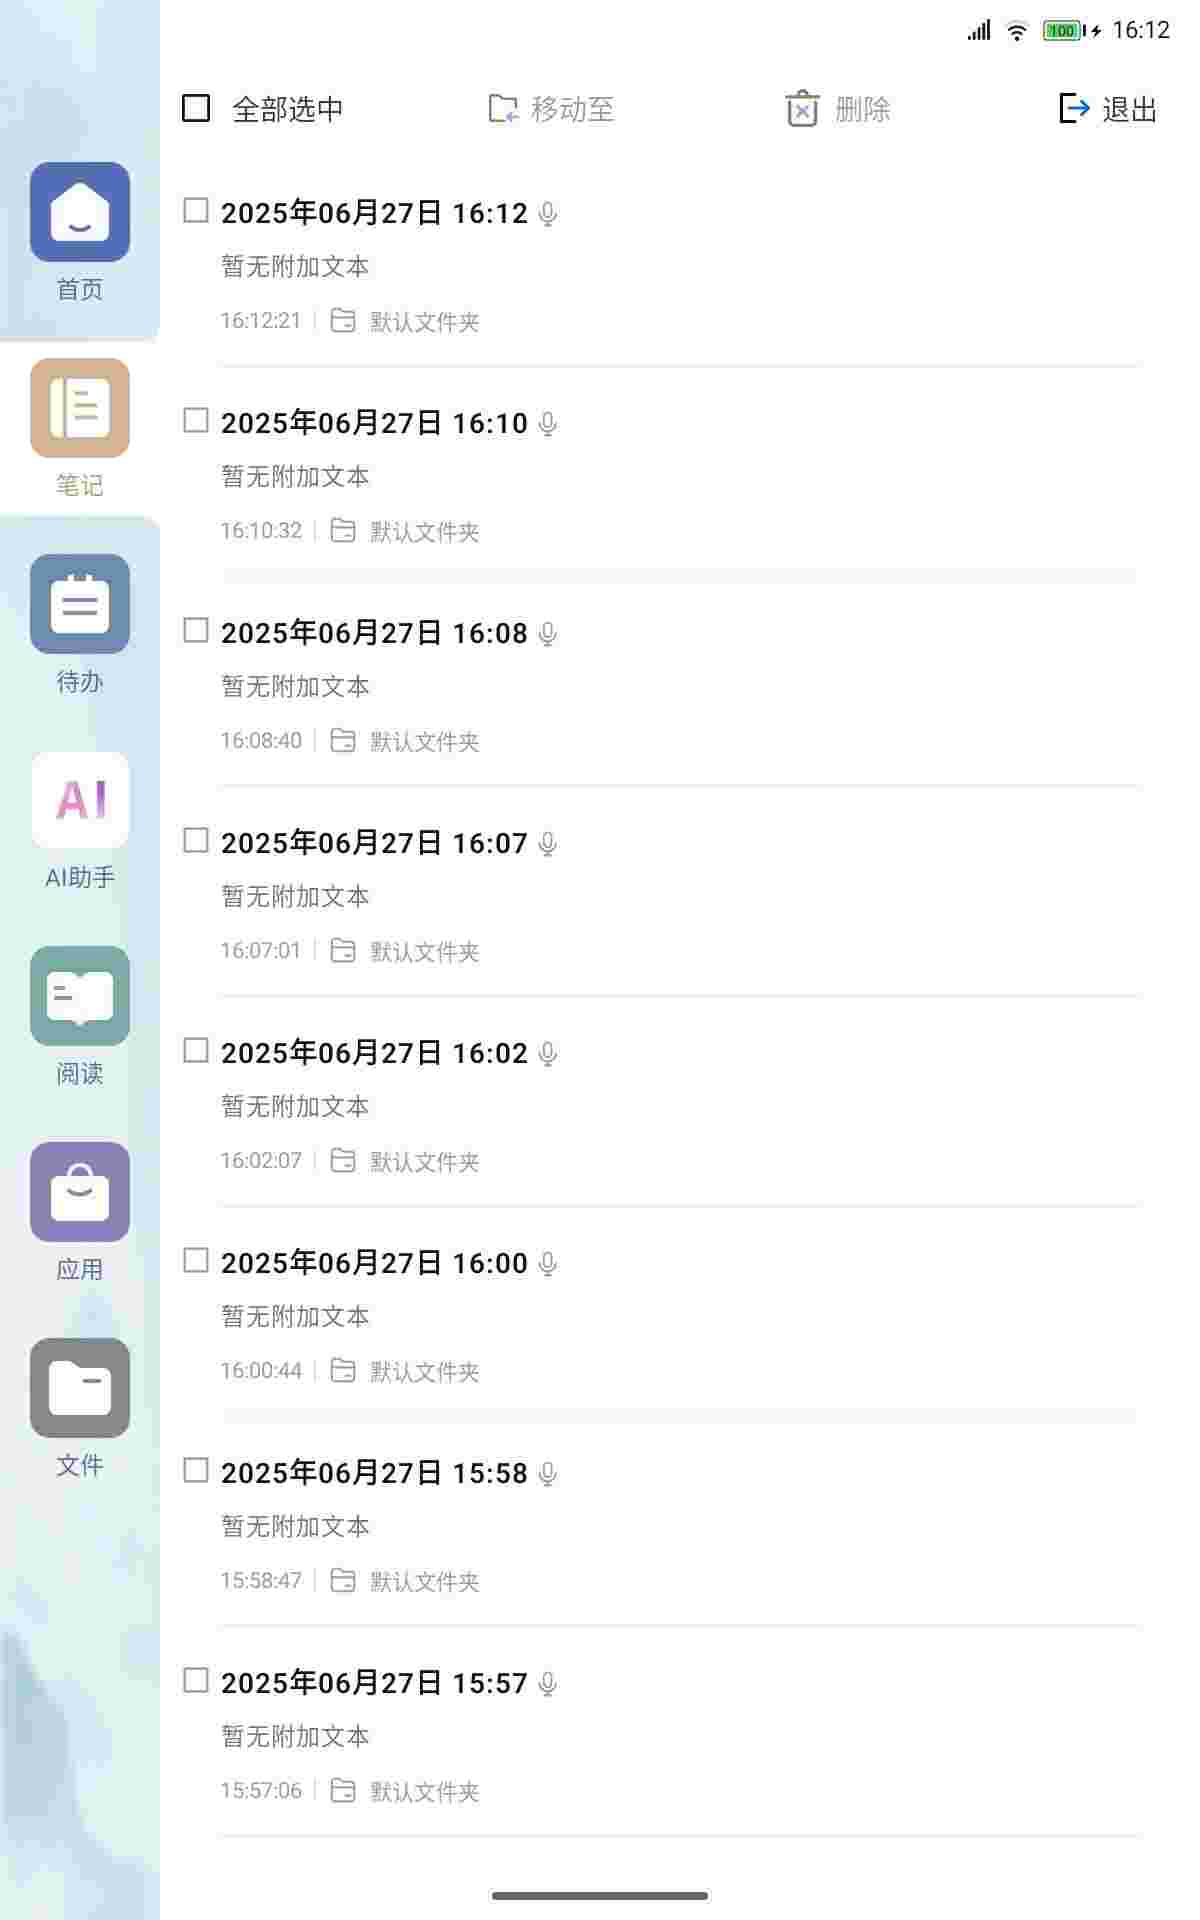 100 16:12
全部选中 移动至 删除 退出
首页
笔记
待办
AI
AI助手
阅读
应用
文件
2025年06月27日 16:12
暂无附加文本
16:12:21 默认文件夹
2025年06月27日 16:10
暂无附加文本
16:10:32 默认文件夹
2025年06月27日 16:08
暂无附加文本
16:08:40 默认文件夹
2025年06月27日 16:07
暂无附加文本
16:07:01 默认文件夹
2025年06月27日 16:02
暂无附加文本
16:02:07 默认文件夹
2025年06月27日 16:00
暂无附加文本
16:00:44 默认文件夹
2025年06月27日 15:58
暂无附加文本
15:58:47 默认文件夹
2025年06月27日 15:57
暂无附加文本
15:57:06 默认文件夹